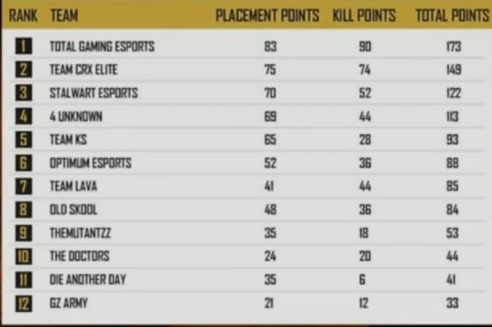 RANK TEAM PLACEMENT POINTS KILL POINTS TOTAL POINTS
1 TOTAL GAMING ESPORTS 83 90 173
2 TEAM CRX ELITE 75 74 149
3 STALWART ESPORTS 70 52 122
4 4 UNKNOWN 69 44 113
5 TEAM KS 65 28 93
6 OPTIMUM ESPORTS 52 36 88
7 TEAM LAVA 41 44 85
8 OLD SKOOL 48 36 84
9 THEMUTANTZZ 35 18 53
10 THE DOCTORS 24 20 44
11 DIE ANOTHER DAY 35 6 41
12 GZ ARMY 21 12 33